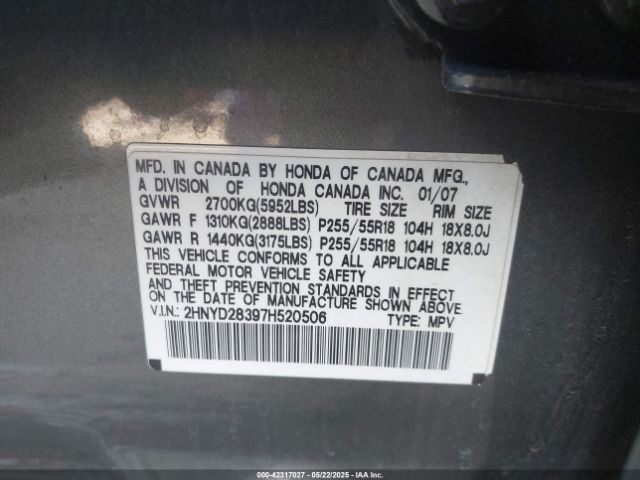 MFD. IN CANADA BY HONDA OF CANADA MFG.,
A DIVISION OF HONDA CANADA INC. 01/07
GVWR 2700KG(5952LBS) TIRE SIZE RIM SIZE
GAWR F 1310KG(2888LBS) P255/55R18 104H 18X8.0J
GAWR R 1440KG(3175LBS) P255/55R18 104H 18X8.0J
THIS VEHICLE CONFORMS TO ALL APPLICABLE
FEDERAL MOTOR VEHICLE SAFETY
AND THEFT PREVENTION STANDARDS IN EFFECT
ON THE DATE OF MANUFACTURE SHOWN ABOVE.
V.I.N.: 2HNYD28397H520506 TYPE: MPV
000-42317027 - 05/22/2025 - IAAI Inc.